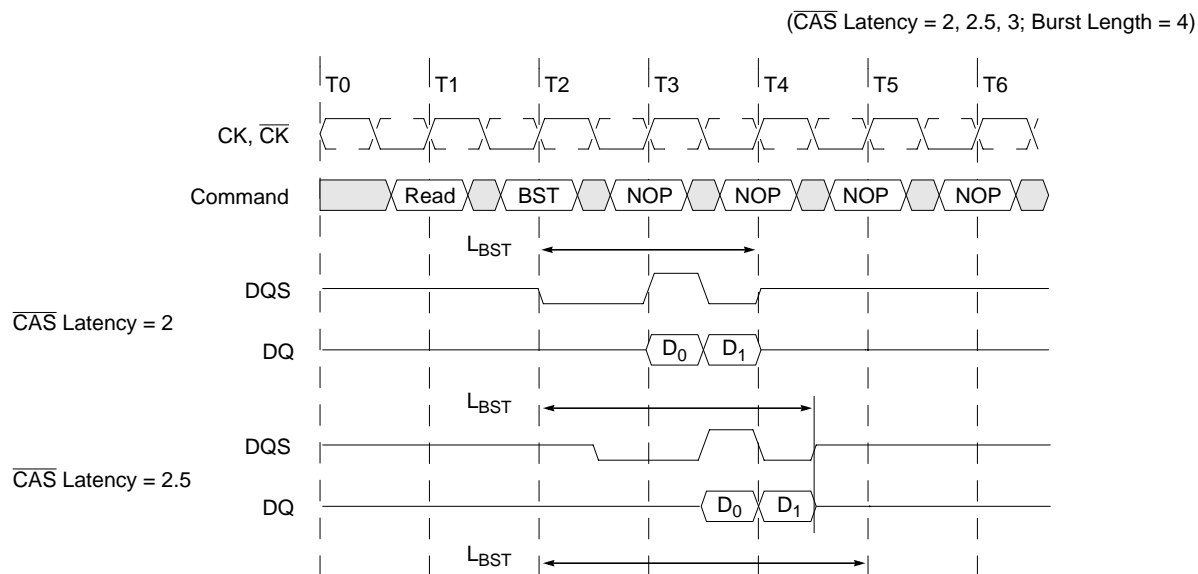 (CAS Latency = 2, 2.5, 3; Burst Length = 4)
T0 T1 T2 T3 T4 T5 T6
CK, CK
Command Read BST NOP NOP NOP NOP
LBST
DQS
CAS Latency = 2
DQ D0 D1
LBST
DQS
CAS Latency = 2.5
DQ D0 D1
LBST